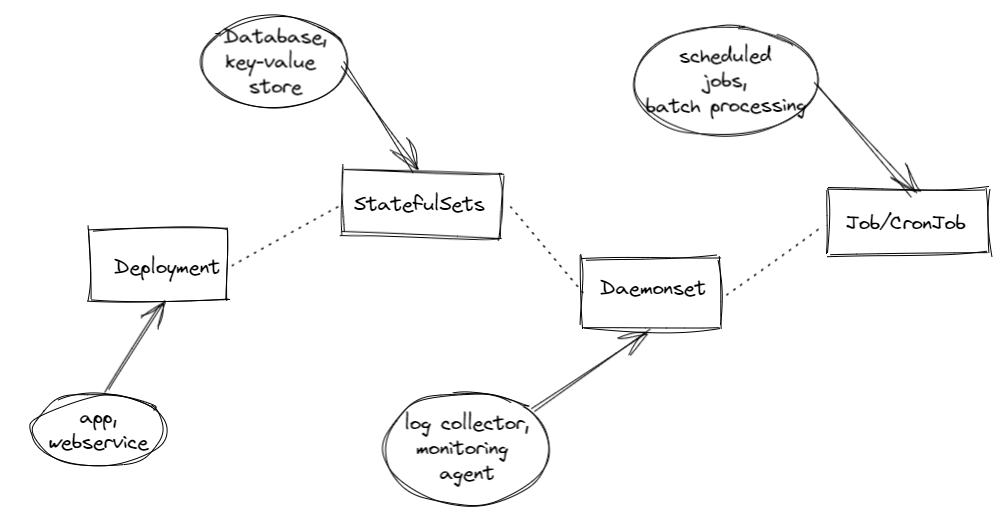 Database,
key-value
store
scheduled
jobs,
batch processing
StatefulSets
Job/CronJob
Deployment
Daemonset
app,
webservice
log collector,
monitoring
agent